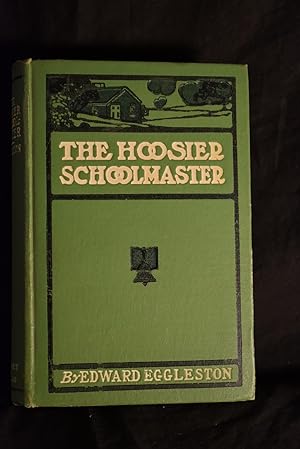 THE HOOSIER
SCHOOLMASTER
By EDWARD EGGLESTON